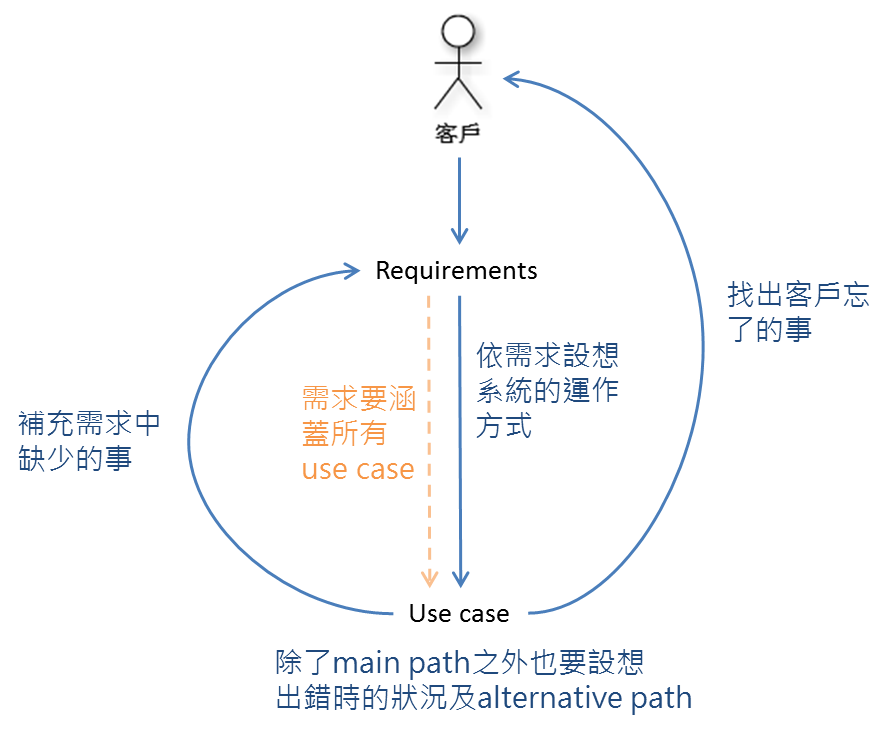 客戶
Requirements
找出客戶忘
了的事
依需求設想
系統的運作
方式
需求要涵
蓋所有
use case
補充需求中
缺少的事
Use case
除了main path之外也要設想
出錯時的狀況及alternative path